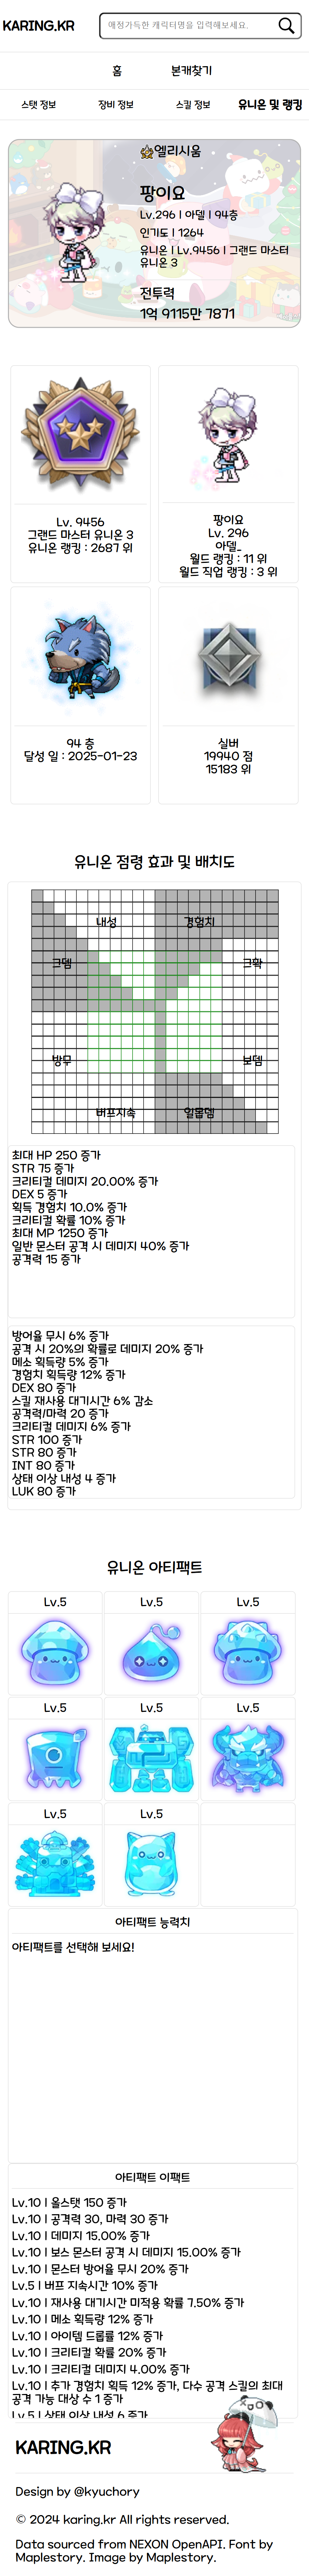 KARING.KR
애정가득한 캐릭터명을 입력해보세요.
홈
본캐찾기
스탯 정보
장비 정보
스킬 정보
유니온 및 랭킹
엘리시움
팡이요
Lv.296 | 아델 | 94층
인기도 | 1264
유니온 | Lv.9456 | 그랜드 마스터
유니온 3
전투력
1억 9115만 7871
Lv. 9456
그랜드 마스터 유니온 3
유니온 랭킹 : 2687 위
팡이요
Lv. 296
아델_
월드 랭킹 : 11 위
월드 직업 랭킹 : 3 위
94 층
달성 일 : 2025-01-23
실버
19940 점
15183 위
유니온 점령 효과 및 배치도
내성
경험치
크뎀
크확
방무
보뎀
버프지속
일몹뎀
최대 HP 250 증가
STR 75 증가
크리티컬 데미지 20.00% 증가
DEX 5 증가
획득 경험치 10.0% 증가
크리티컬 확률 10% 증가
최대 MP 1250 증가
일반 몬스터 공격 시 데미지 40% 증가
공격력 15 증가
방어율 무시 6% 증가
공격 시 20%의 확률로 데미지 20% 증가
메소 획득량 5% 증가
경험치 획득량 12% 증가
DEX 80 증가
스킬 재사용 대기시간 6% 감소
공격력/마력 20 증가
크리티컬 데미지 6% 증가
STR 100 증가
STR 80 증가
INT 80 증가
상태 이상 내성 4 증가
LUK 80 증가
유니온 아티팩트
Lv.5
Lv.5
Lv.5
Lv.5
Lv.5
Lv.5
Lv.5
Lv.5
아티팩트 능력치
아티팩트를 선택해 보세요!
아티팩트 이팩트
Lv.10 | 올스탯 150 증가
Lv.10 | 공격력 30, 마력 30 증가
Lv.10 | 데미지 15.00% 증가
Lv.10 | 보스 몬스터 공격 시 데미지 15.00% 증가
Lv.10 | 몬스터 방어율 무시 20% 증가
Lv.5 | 버프 지속시간 10% 증가
Lv.10 | 재사용 대기시간 미적용 확률 7.50% 증가
Lv.10 | 메소 획득량 12% 증가
Lv.10 | 아이템 드롭률 12% 증가
Lv.10 | 크리티컬 확률 20% 증가
Lv.10 | 크리티컬 데미지 4.00% 증가
Lv.10 | 추가 경험치 획득 12% 증가, 다수 공격 스킬의 최대
공격 가능 대상 수 1 증가
Lv.5 | 상태 이상 내성 6 증가
KARING.KR
Design by @kyuchory
© 2024 karing.kr All rights reserved.
Data sourced from NEXON OpenAPI. Font by
Maplestory. Image by Maplestory.